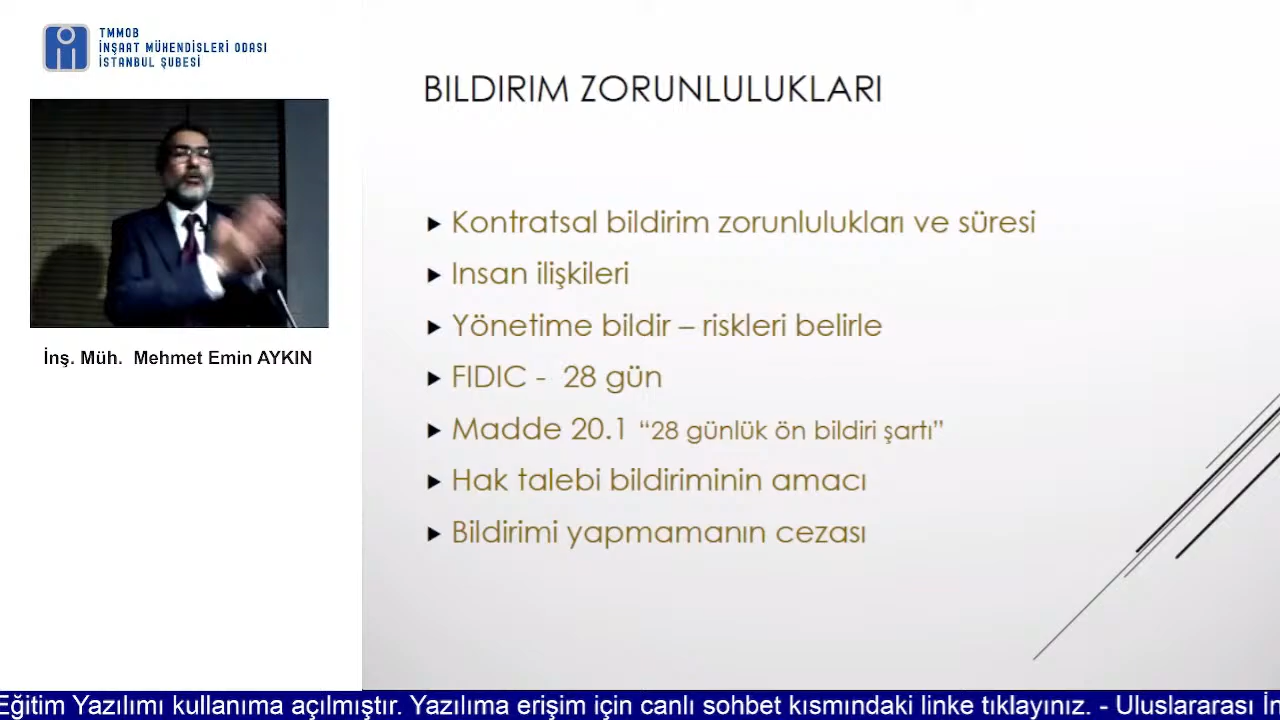 TMMOB
İNŞAAT MÜHENDİSLERİ ODASI
İSTANBUL ŞUBESİ
İnş. Müh. Mehmet Emin AYKIN
BILDIRIM ZORUNLULUKLARI
Kontratsal bildirim zorunlulukları ve süresi
Insan ilişkileri
Yönetime bildir – riskleri belirle
FIDIC - 28 gün
Madde 20.1 “28 günlük ön bildiri şartı”
Hak talebi bildiriminin amacı
Bildirimi yapmamanın cezası
Eğitim Yazılımı kullanıma açılmıştır. Yazılıma erişim için canlı sohbet kısmındaki linke tıklayınız. - Uluslararası